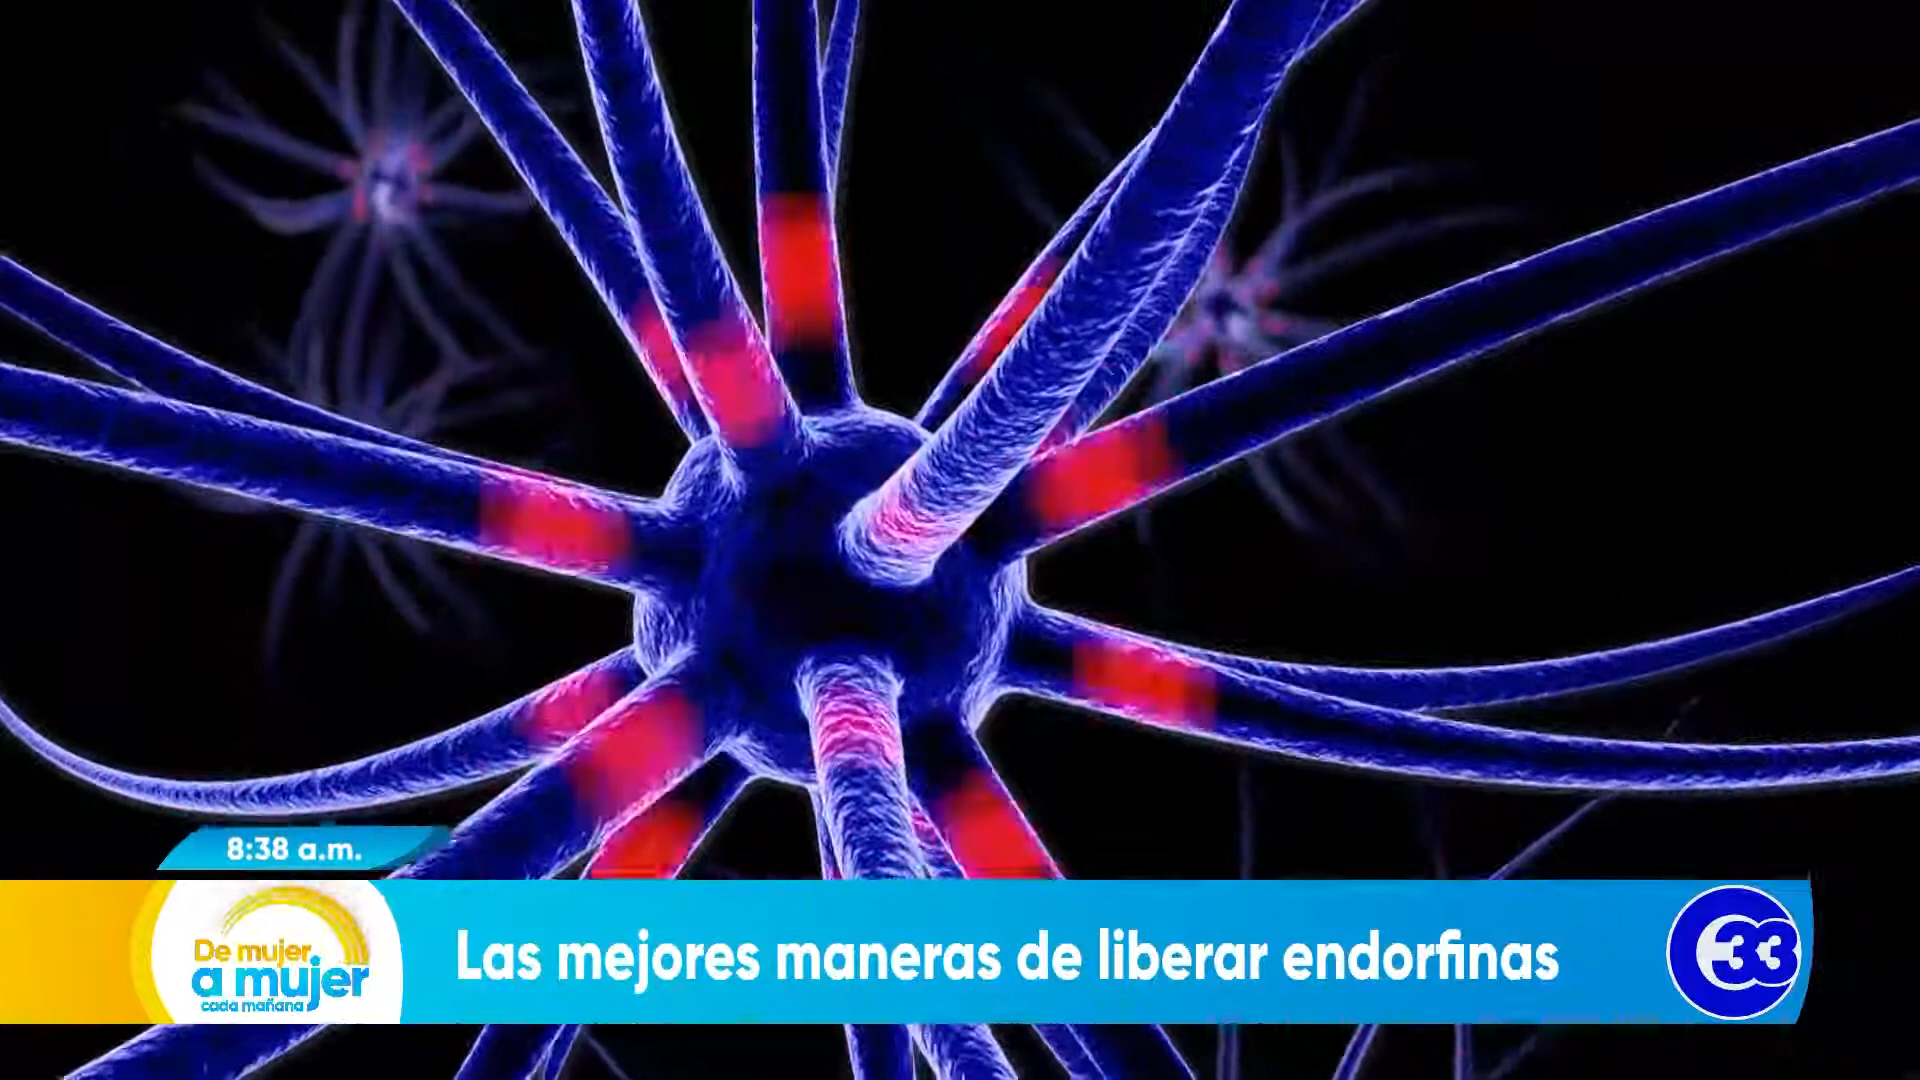 8:38 a.m.
De mujer
a mujer
cada mañana
Las mejores maneras de liberar endorfinas
33